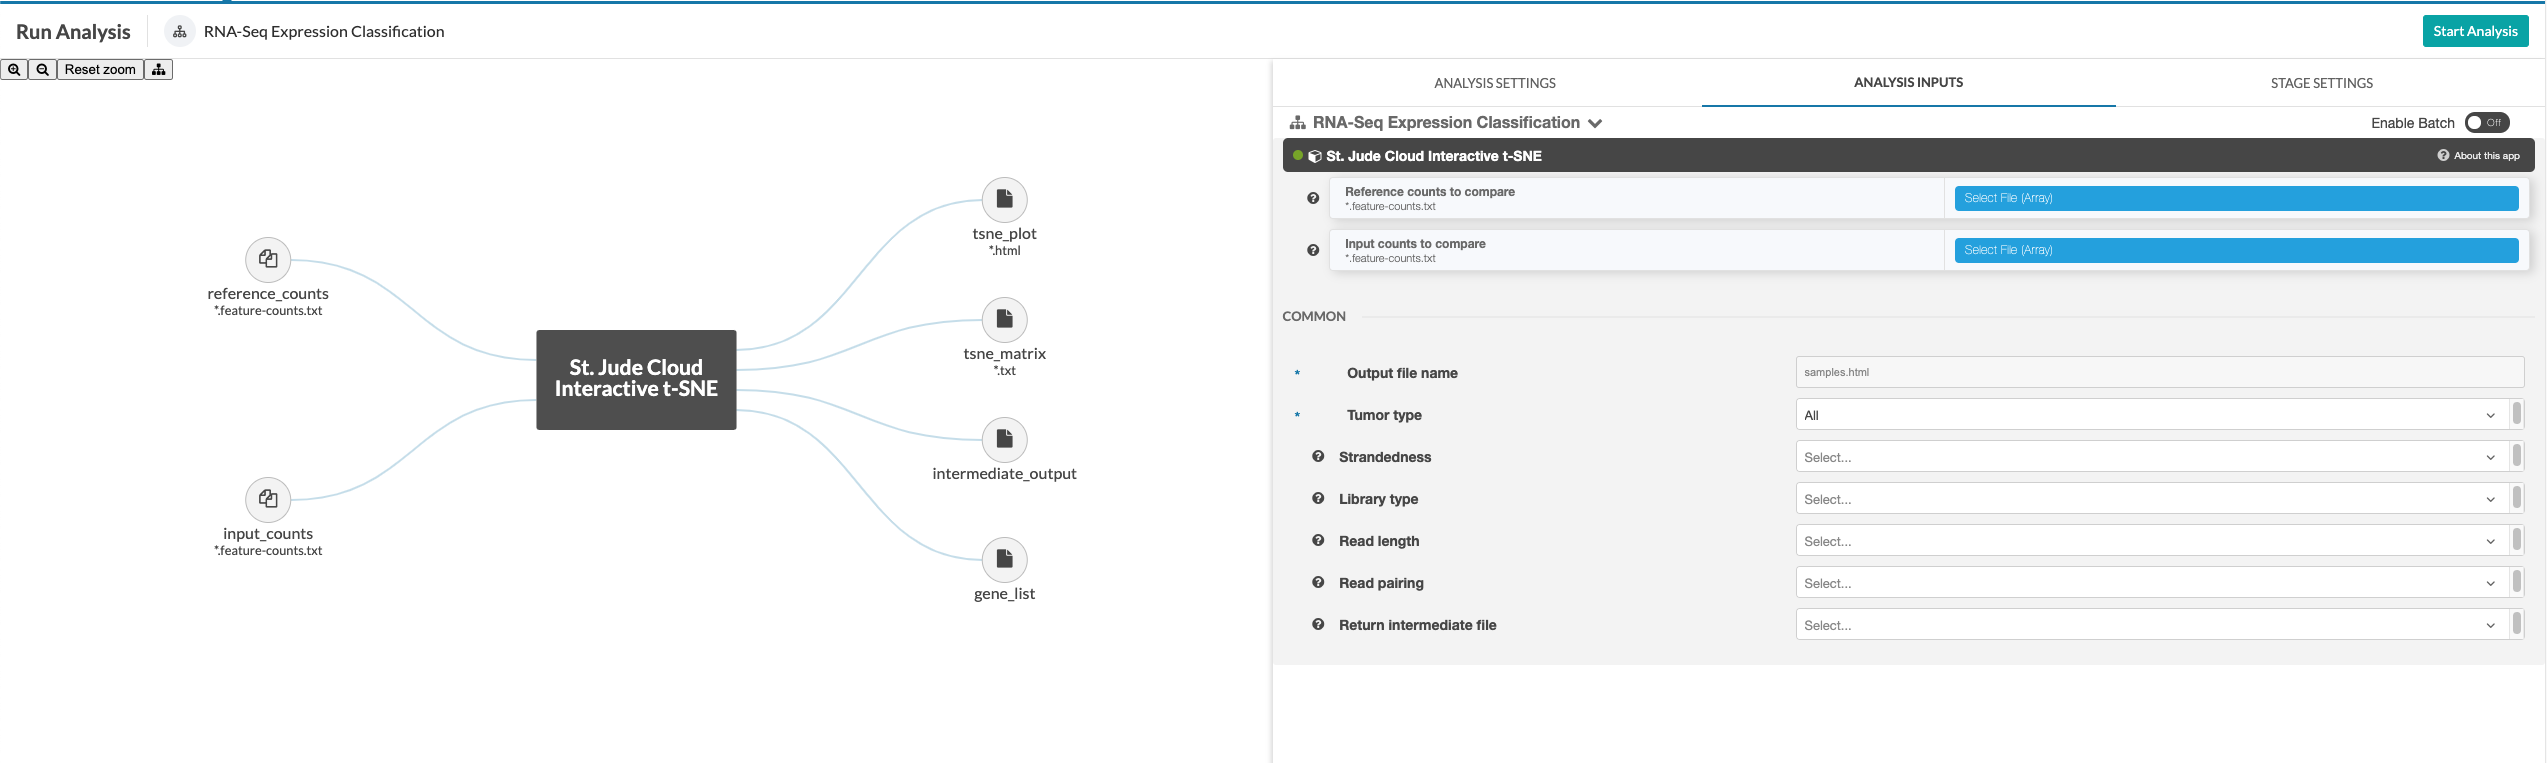 Run Analysis
RNA-Seq Expression Classification
Start Analysis
Reset zoom
ANALYSIS SETTINGS
ANALYSIS INPUTS
STAGE SETTINGS
RNA-Seq Expression Classification
Enable Batch
Off
St. Jude Cloud Interactive t-SNE
About this app
Reference counts to compare
*.feature-counts.txt
Select File (Array)
Input counts to compare
*.feature-counts.txt
Select File (Array)
COMMON
* Output file name
samples.html
* Tumor type
All
Strandedness
Select...
Library type
Select...
Read length
Select...
Read pairing
Select...
Return intermediate file
Select...
reference_counts
*.feature-counts.txt
input_counts
*.feature-counts.txt
St. Jude Cloud
Interactive t-SNE
tsne_plot
*.html
tsne_matrix
*.txt
intermediate_output
gene_list